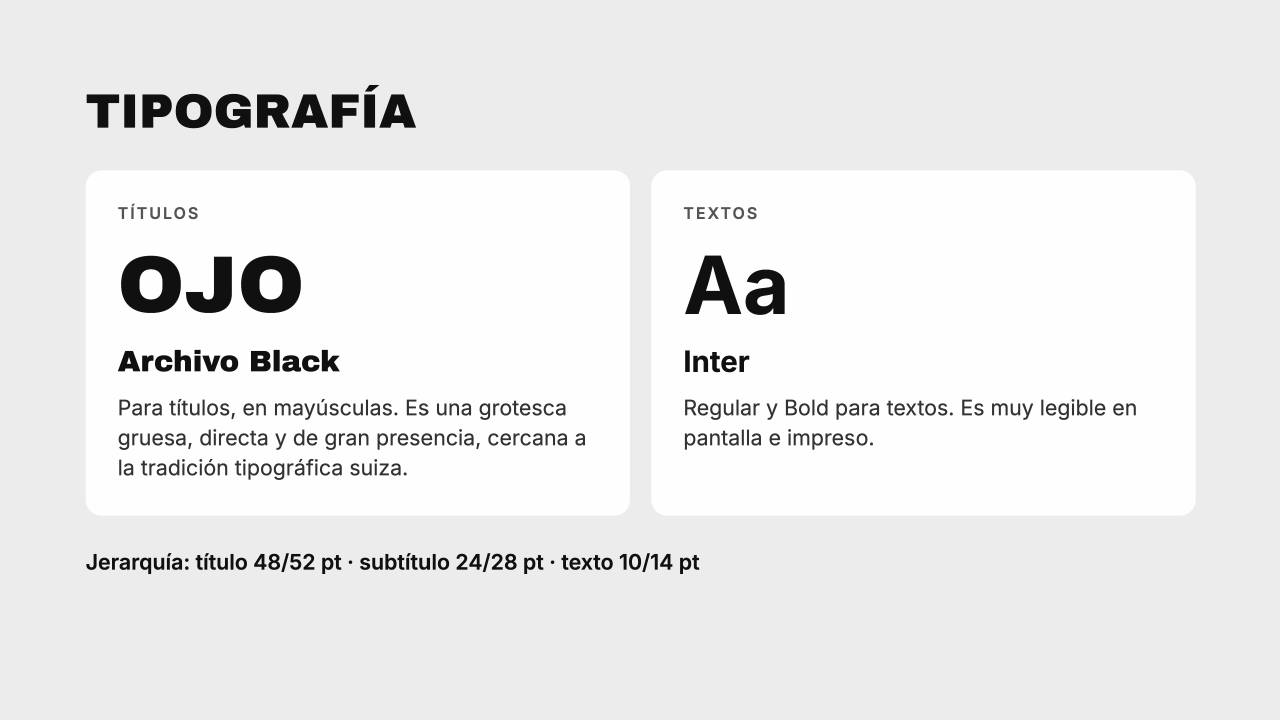 TIPOGRAFÍA
TÍTULOS
OJO
Archivo Black
Para títulos, en mayúsculas. Es una grotesca
gruesa, directa y de gran presencia, cercana a
la tradición tipográfica suiza.
TEXTOS
Aa
Inter
Regular y Bold para textos. Es muy legible en
pantalla e impreso.
Jerarquía: título 48/52 pt · subtítulo 24/28 pt · texto 10/14 pt